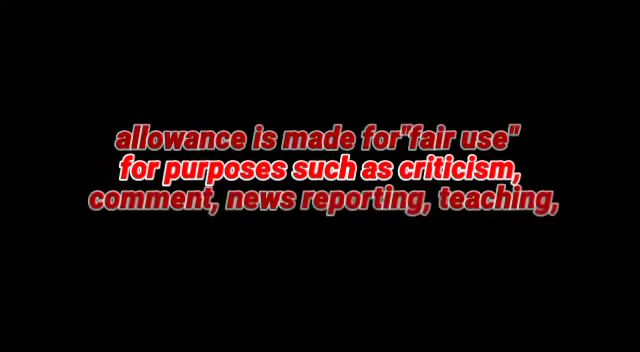 allowance is made for"fair use"
for purposes such as criticism,
comment, news reporting, teaching,